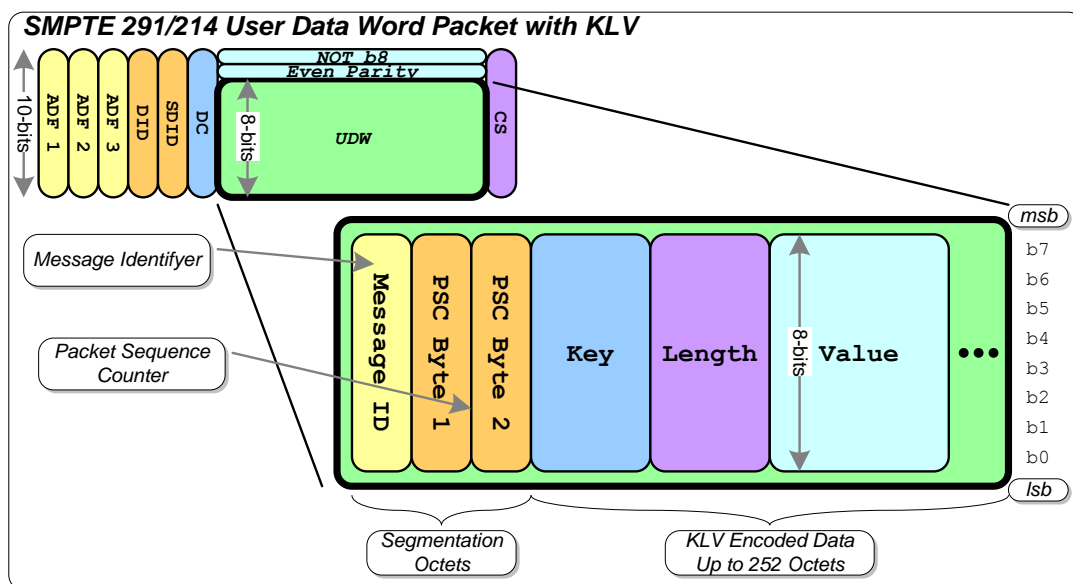 SMPTE 291/214 User Data Word Packet with KLV
10-bits
ADF 1
ADF 2
ADF 3
DID
SDID
DC
NOT b8
Even Parity
8-bits
UDW
CS
msb
b7
b6
b5
b4
b3
b2
b1
b0
lsb
Message Identifyer
Packet Sequence
Counter
Message ID
PSC Byte 1
PSC Byte 2
Key
Length
8-bits
Value
•••
Segmentation
Octets
KLV Encoded Data
Up to 252 Octets